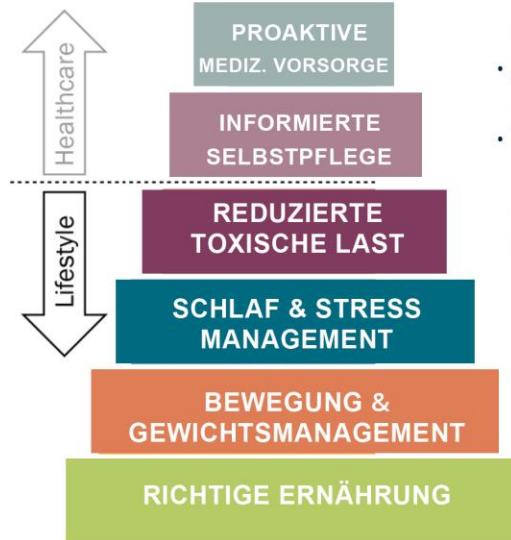 Healthcare
PROAKTIVE
MEDIZ. VORSORGE
INFORMIERTE
SELBSTPFLEGE
Lifestyle
REDUZIERTE
TOXISCHE LAST
SCHLAF & STRESS
MANAGEMENT
BEWEGUNG &
GEWICHTSMANAGEMENT
RICHTIGE ERNÄHRUNG